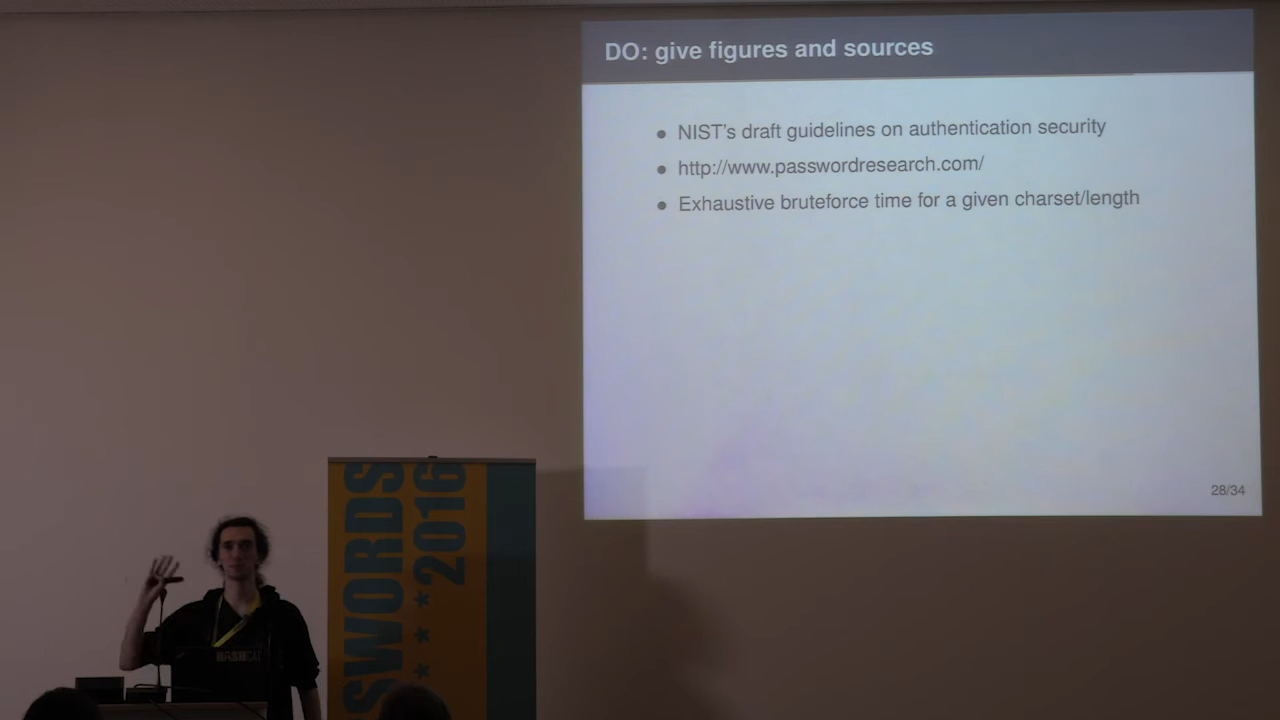 DO: give figures and sources
• NIST's draft guidelines on authentication security
• http://www.passwordresearch.com/
• Exhaustive bruteforce time for a given charset/length
28/34
SWORDS
***2016
HASHCAT